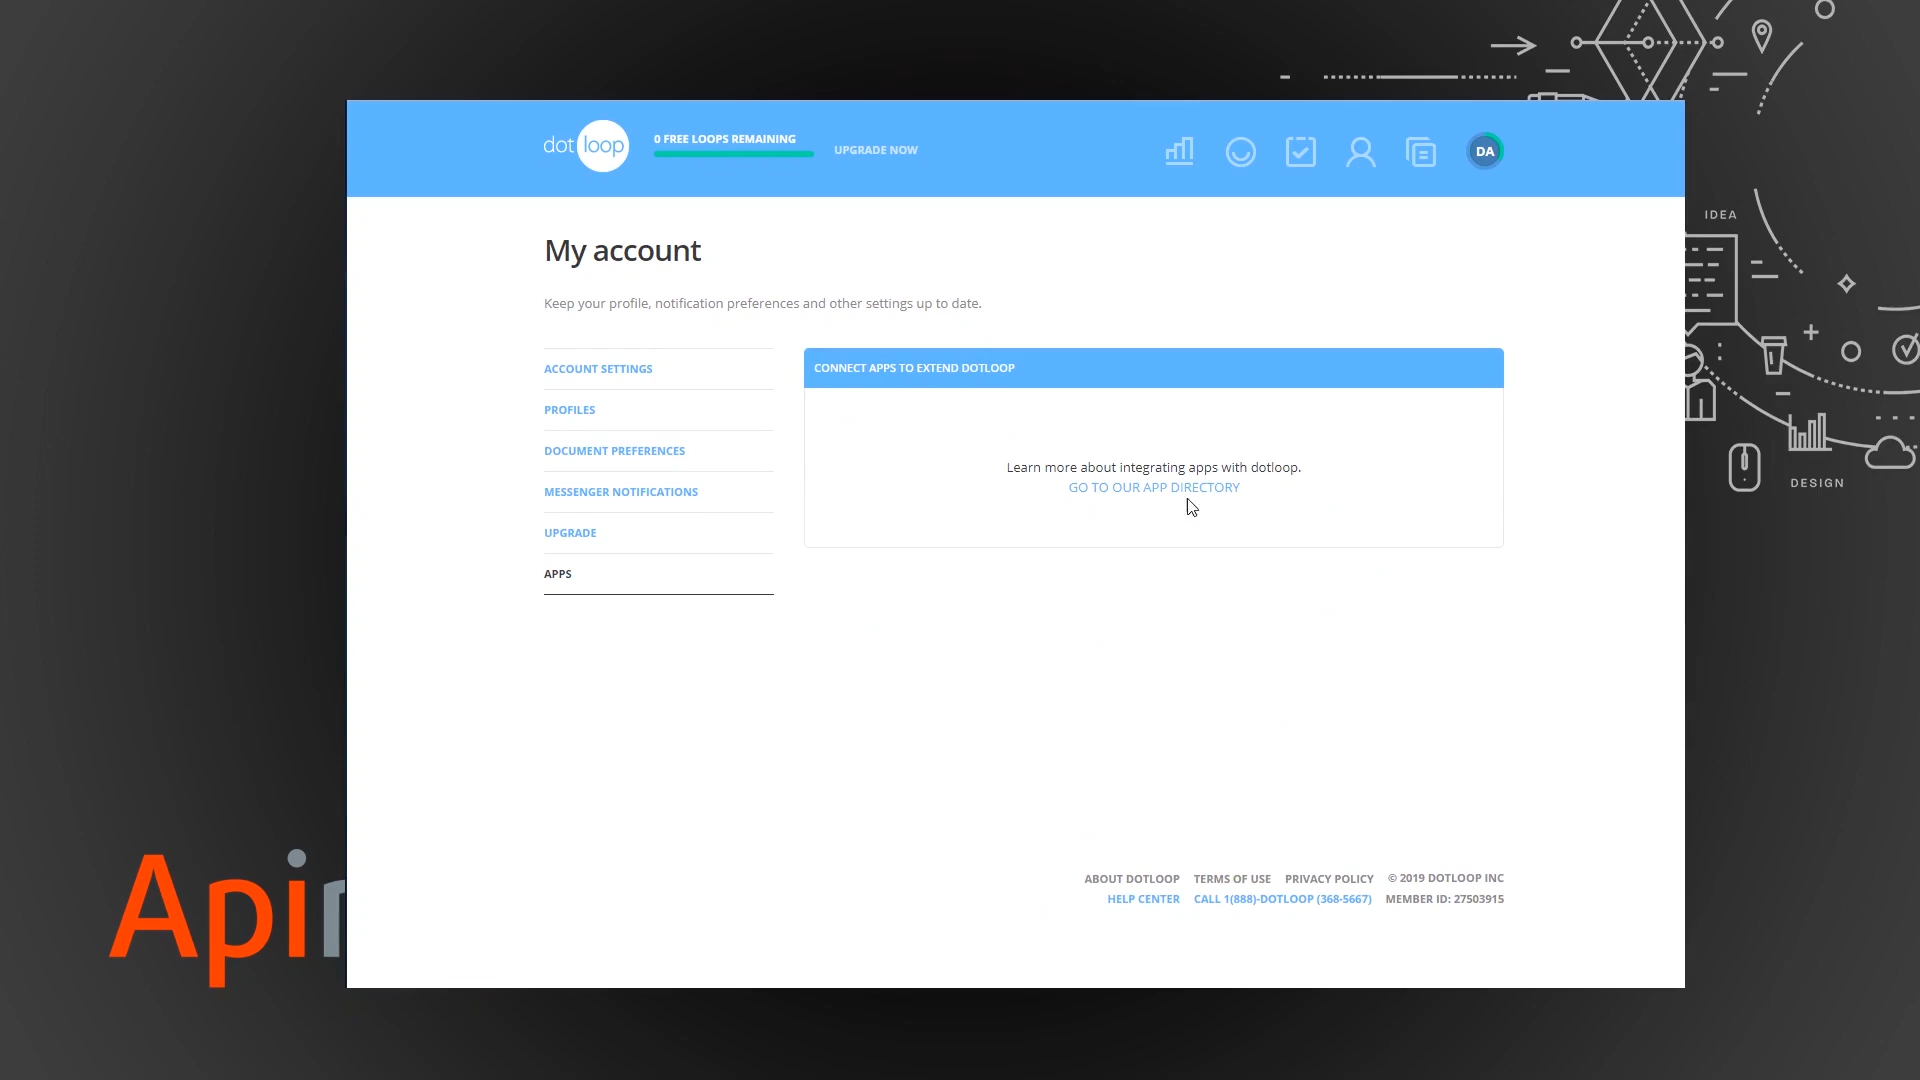 dot loop
0 FREE LOOPS REMAINING
UPGRADE NOW
DA
IDEA
My account
Keep your profile, notification preferences and other settings up to date.
ACCOUNT SETTINGS
PROFILES
DOCUMENT PREFERENCES
MESSENGER NOTIFICATIONS
UPGRADE
APPS
CONNECT APPS TO EXTEND DOTLOOP
Learn more about integrating apps with dotloop.
GO TO OUR APP DIRECTORY
DESIGN
ABOUT DOTLOOP TERMS OF USE PRIVACY POLICY © 2019 DOTLOOP INC
HELP CENTER CALL 1(888)-DOTLOOP (368-5667) MEMBER ID: 27503915
Api